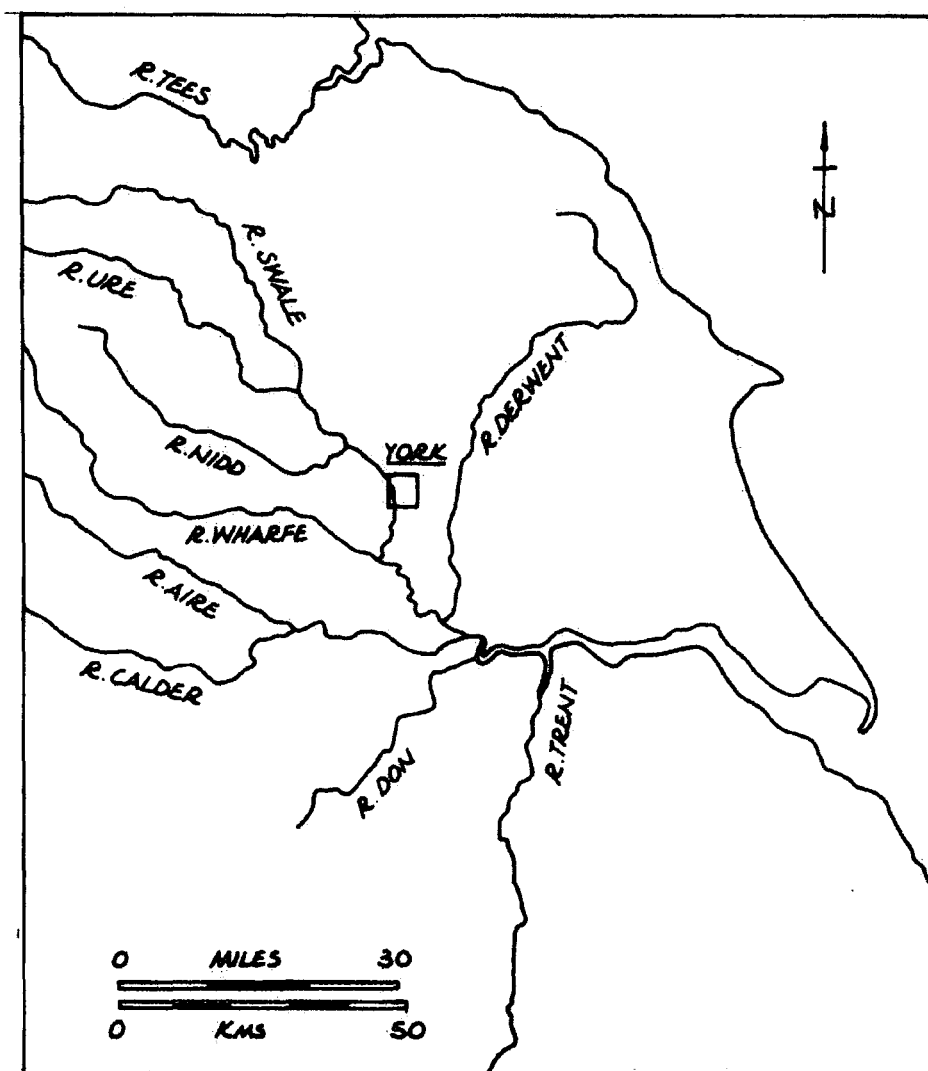 R. TEES
N
R. SWALE
R. URE
R. DERWENT
R. NIDD
YORK
R. WHARFE
R. AIRE
R. CALDER
R. TRENT
R. DON
0 MILES 30
0 KMS 50